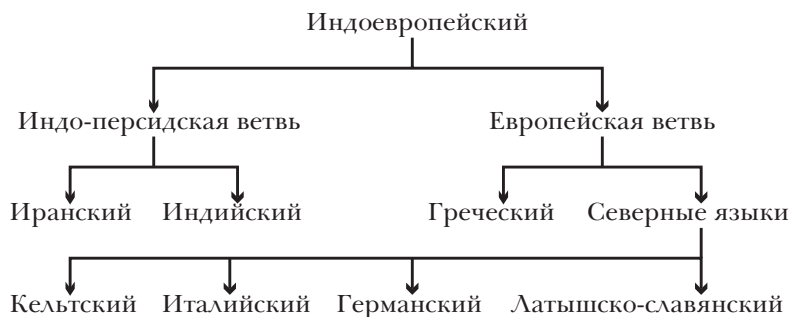 Индоевропейский
Индо-персидская ветвь Европейская ветвь
Иранский Индийский Греческий Северные языки
Кельтский Италийский Германский Латышско-славянский